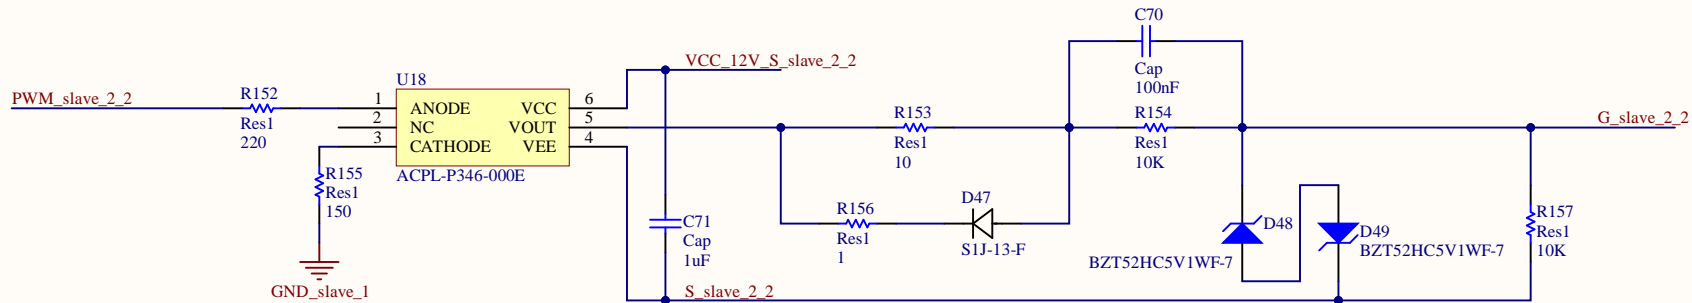 C70
Cap
100nF
VCC_12V_S_slave_2_2
U18
PWM_slave_2_2
R152
Res1
220
1
2
3
ANODE
NC
CATHODE
VCC
VOUT
VEE
6
5
4
ACPL-P346-000E
R153
Res1
10
R154
Res1
10K
G_slave_2_2
R155
Res1
150
GND_slave_1
C71
Cap
1uF
R156
Res1
1
D47
S1J-13-F
D48
BZT52HC5V1WF-7
D49
BZT52HC5V1WF-7
R157
Res1
10K
S_slave_2_2